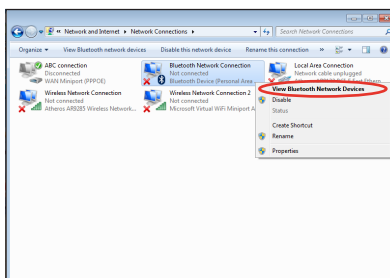 « Network and Internet ► Network Connections ►
Search Network Connections
Organize ▾ View Bluetooth network devices Disable this network device Rename this connection »
ABC connection
Disconnected
WAN Miniport (PPPOE)
Bluetooth Network Connection
Not connected
Bluetooth Device (Personal Area...
Local Area Connection
Network cable unplugged
Wireless Network Connection
Not connected
Atheros AR9285 Wireless Network...
Wireless Network Connection 2
Not connected
Microsoft Virtual WiFi Miniport A
View Bluetooth Network Devices
Disable
Status
Create Shortcut
Rename
Properties